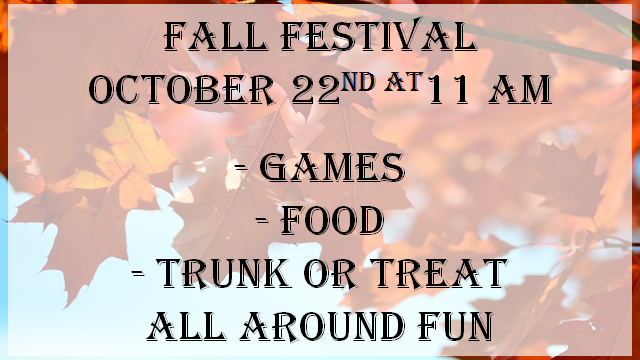 FALL FESTIVAL
OCTOBER 22ND AT 11 AM
- GAMES
- FOOD
- TRUNK OR TREAT
ALL AROUND FUN